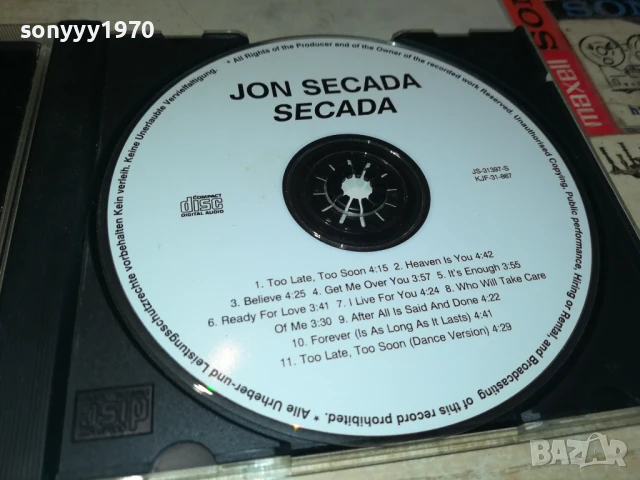 sonyyy1970
JON SECADA
SECADA
COMPACT
disc
DIGITAL AUDIO
JS-31397-S
KJF-31-867
1. Too Late, Too Soon 4:15 2. Heaven Is You 4:42
3. Believe 4:25 4. Get Me Over You 3:57 5. It's Enough 3:55
6. Ready For Love 3:41 7. I Live For You 4:24 8. Who Will Take Care
Of Me 3:30 9. After All Is Said And Done 4:22
10. Forever (Is As Long As It Lasts) 4:41
11. Too Late, Too Soon (Dance Version) 4:29
* All Rights of the Producer end of the Owner of the recorded work Reserved. Unauthorised Copying, Public performance, Hiring or Rental, and Broadcasting of this record prohibited. * Alle Urheber-und Leistungsschutzrechte vorbehalten Kein verleih. Keine Unerlaubte Vervielfaltigung.
disc
maxell
BAZAR